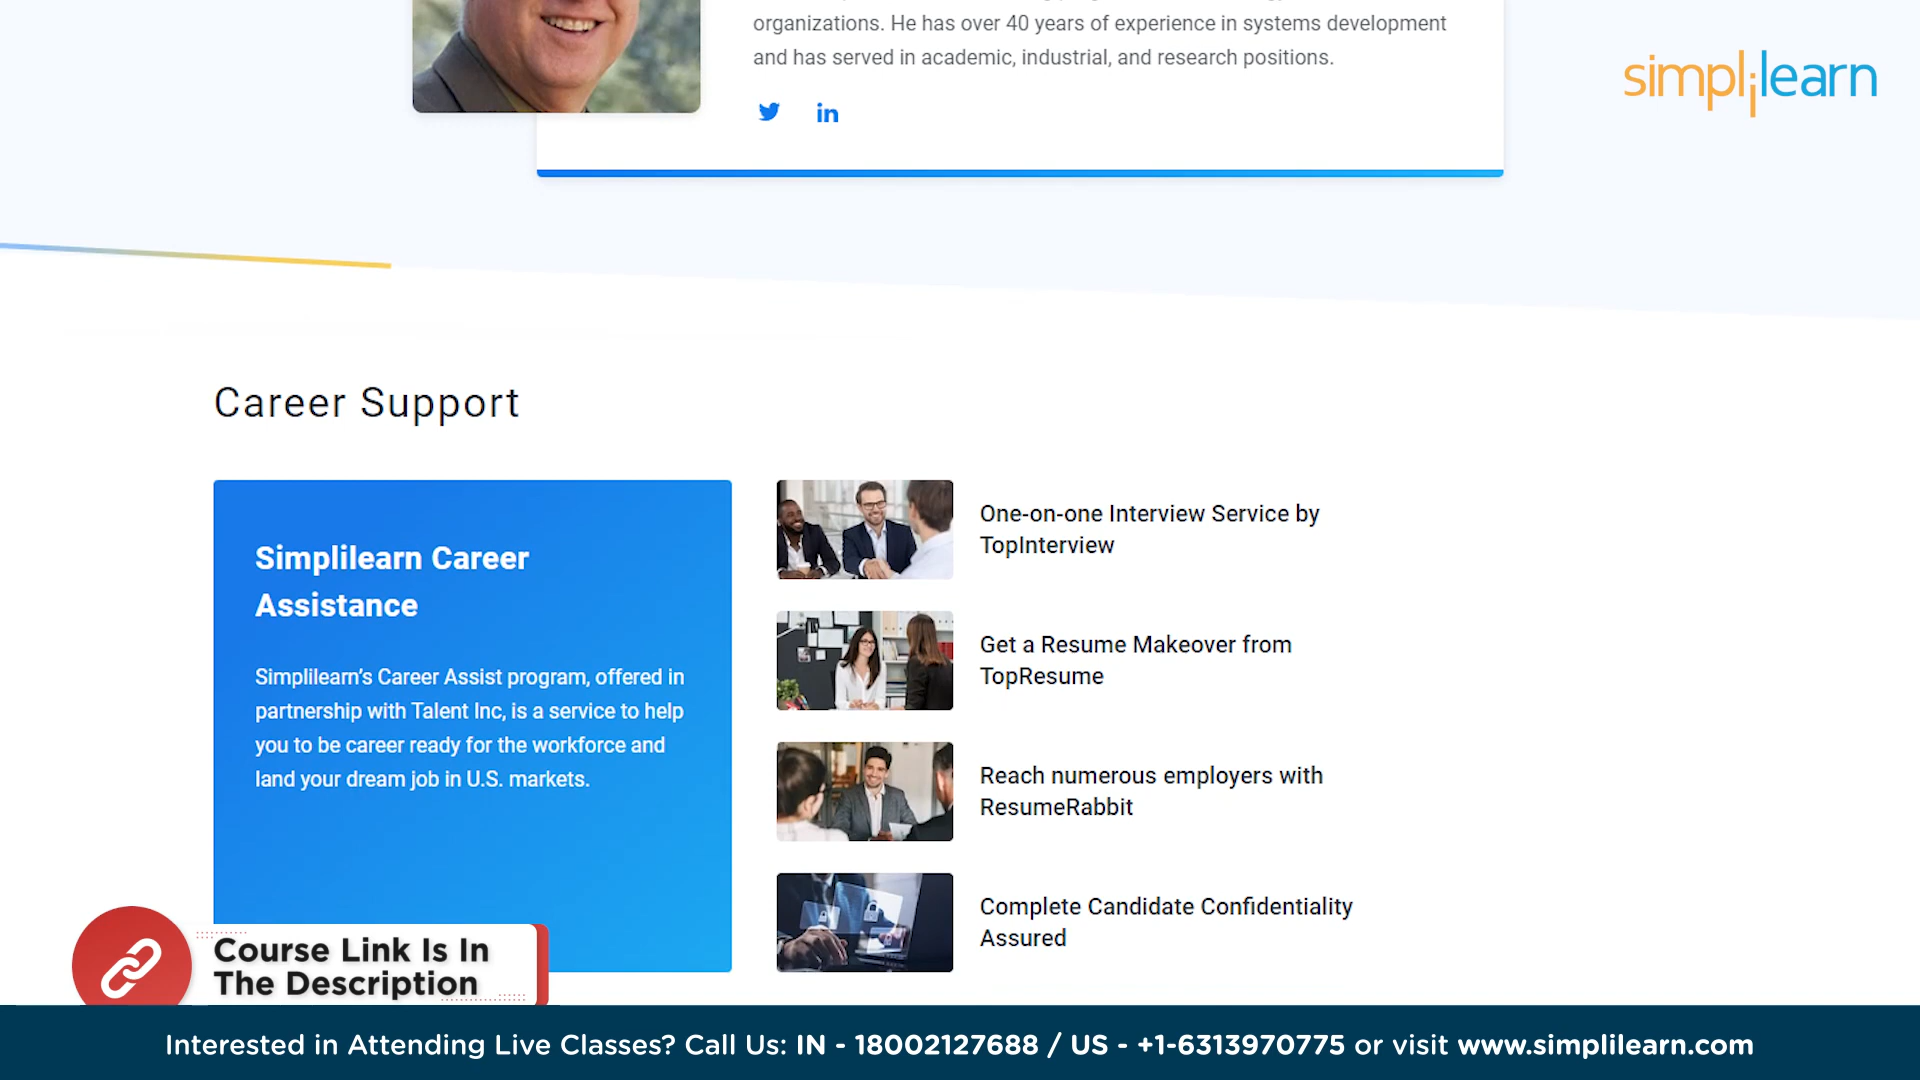 organizations. He has over 40 years of experience in systems development
and has served in academic, industrial, and research positions.
simplilearn
Career Support
Simplilearn Career
Assistance
Simplilearn's Career Assist program, offered in
partnership with Talent Inc, is a service to help
you to be career ready for the workforce and
land your dream job in U.S. markets.
One-on-one Interview Service by
TopInterview
Get a Resume Makeover from
TopResume
Reach numerous employers with
ResumeRabbit
Complete Candidate Confidentiality
Assured
Course Link Is In
The Description
Interested in Attending Live Classes? Call Us: IN - 18002127688 / US - +1-6313970775 or visit www.simplilearn.com